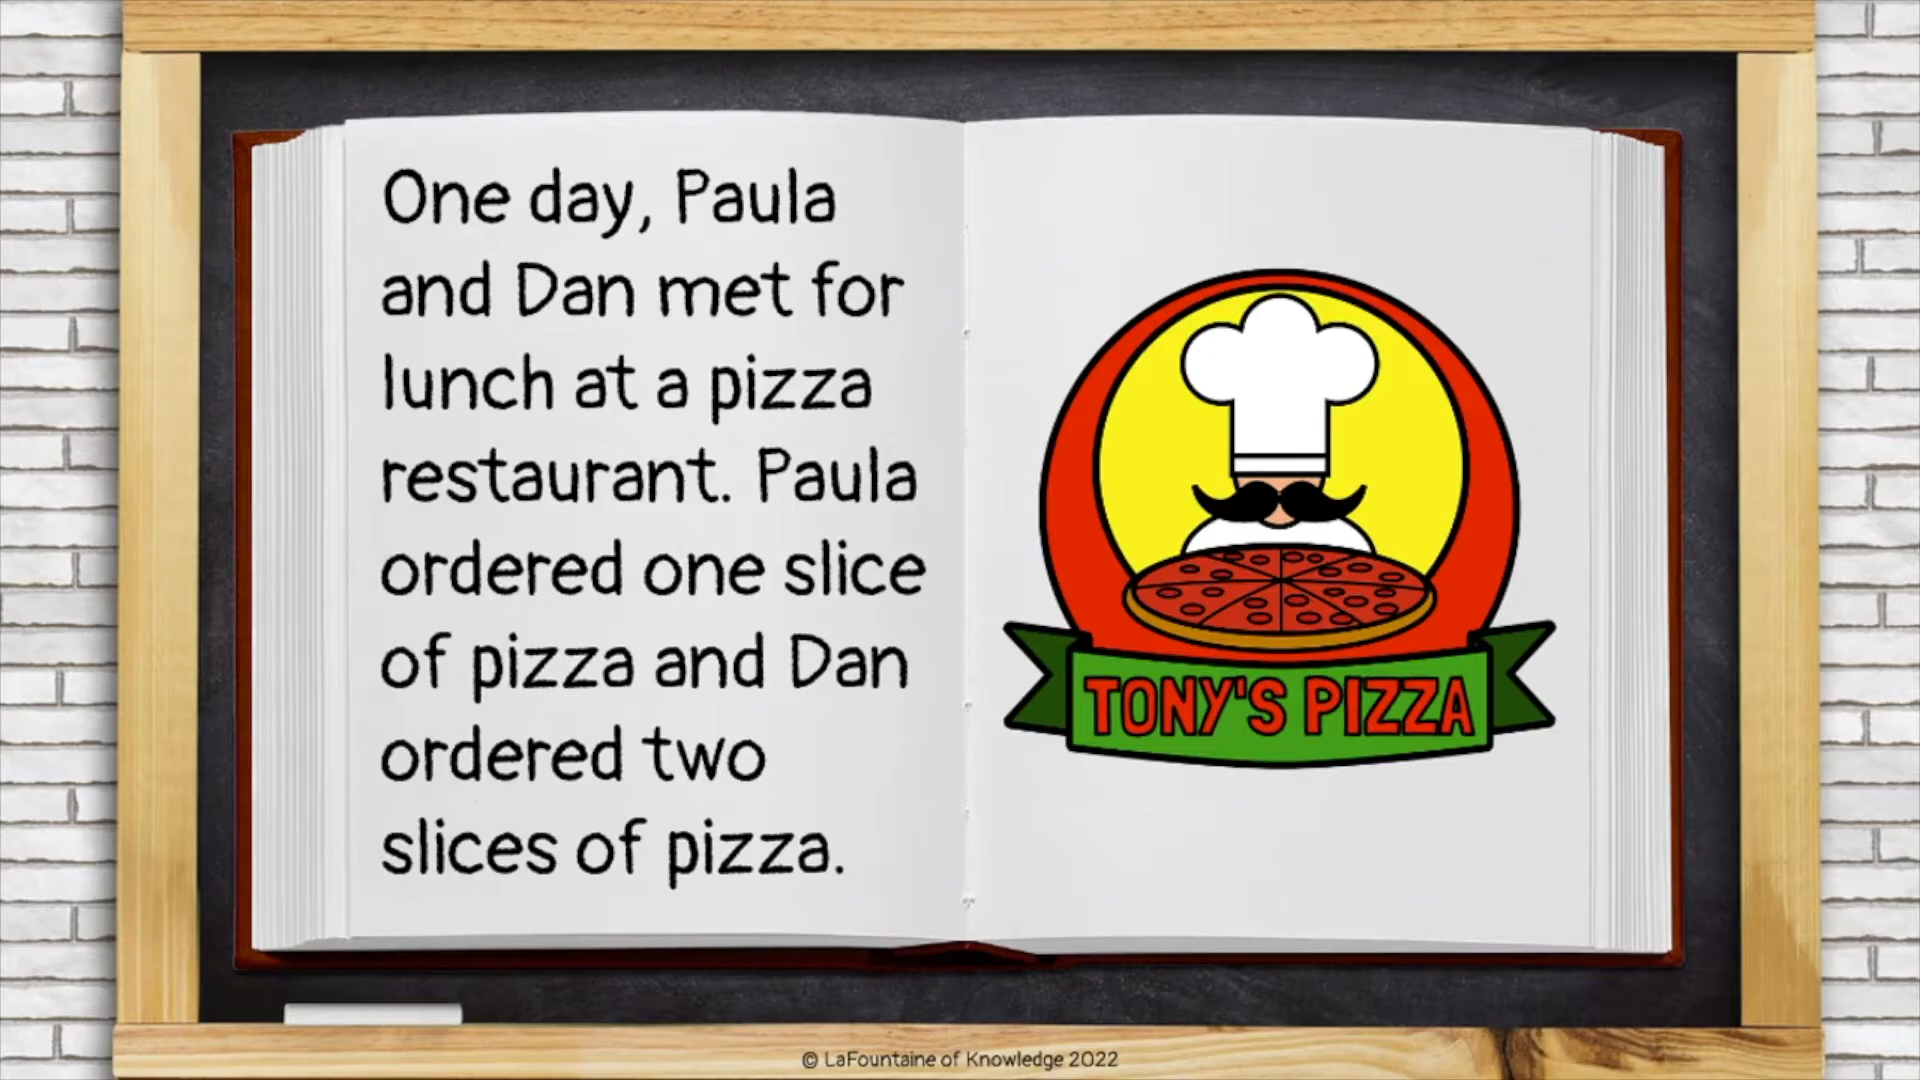 One day, Paula
and Dan met for
lunch at a pizza
restaurant. Paula
ordered one slice
of pizza and Dan
ordered two
slices of pizza.
TONY'S PIZZA
© LaFountaine of Knowledge 2022